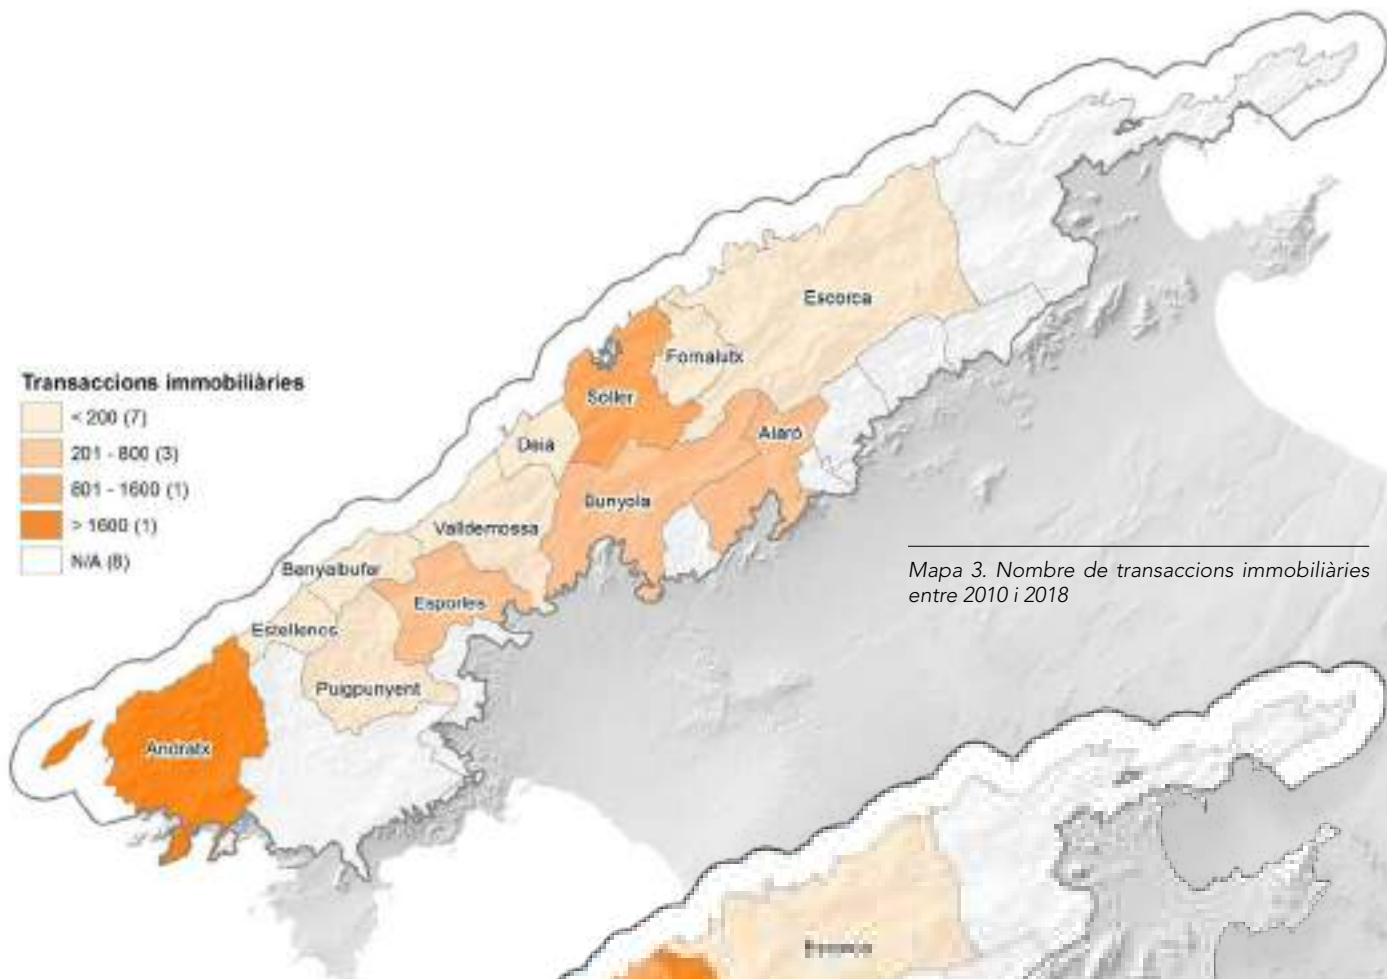 Escorca
Fornalutx
Transaccions immobiliàries
< 200 (7)
201 - 800 (3)
801 - 1600 (1)
> 1600 (1)
N/A (8)
Sóller
Alaró
Deià
Bunyola
Valldemossa
Banyalbufar
Esporles
Estellencs
Puigpunyent
Andratx
Mapa 3. Nombre de transaccions immobiliàries
entre 2010 i 2018
Escorca